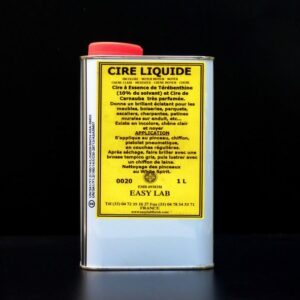 CIRE LIQUIDE
Cire à Essence de Térébenthine
(10% de solvant) et Cire de
Carnauba très parfumée.
Donne un brillant éclatant pour les
meubles, boiseries, parquets,
escaliers, charpentes, patines
murales sur enduit, etc...
Existe en incolore, chêne clair
et noyer
APPLICATION
S'applique au pinceau, chiffon,
pistolet pneumatique,
en couches régulières.
Après séchage, faire briller avec une
brosse tampico gris, puis lustrer avec
un chiffon de laine.
Nettoyage des pinceaux
au White Spirit.
0020 1 L
EASY LAB
FRANCE